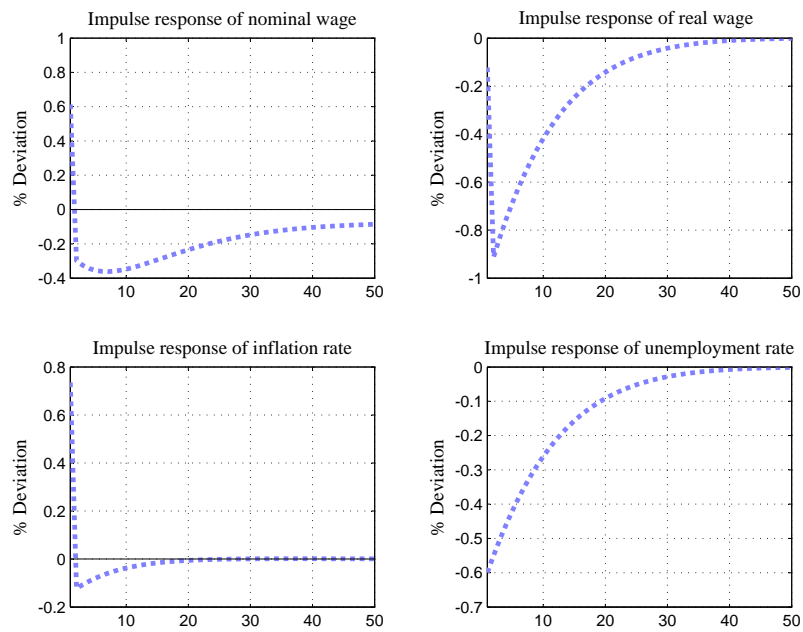 Impulse response of nominal wage
% Deviation
1
0.8
0.6
0.4
0.2
0
-0.2
-0.4
10 20 30 40 50
Impulse response of real wage
% Deviation
0
-0.2
-0.4
-0.6
-0.8
-1
10 20 30 40 50
Impulse response of inflation rate
% Deviation
0.8
0.6
0.4
0.2
0
-0.2
10 20 30 40 50
Impulse response of unemployment rate
% Deviation
0
-0.1
-0.2
-0.3
-0.4
-0.5
-0.6
-0.7
10 20 30 40 50